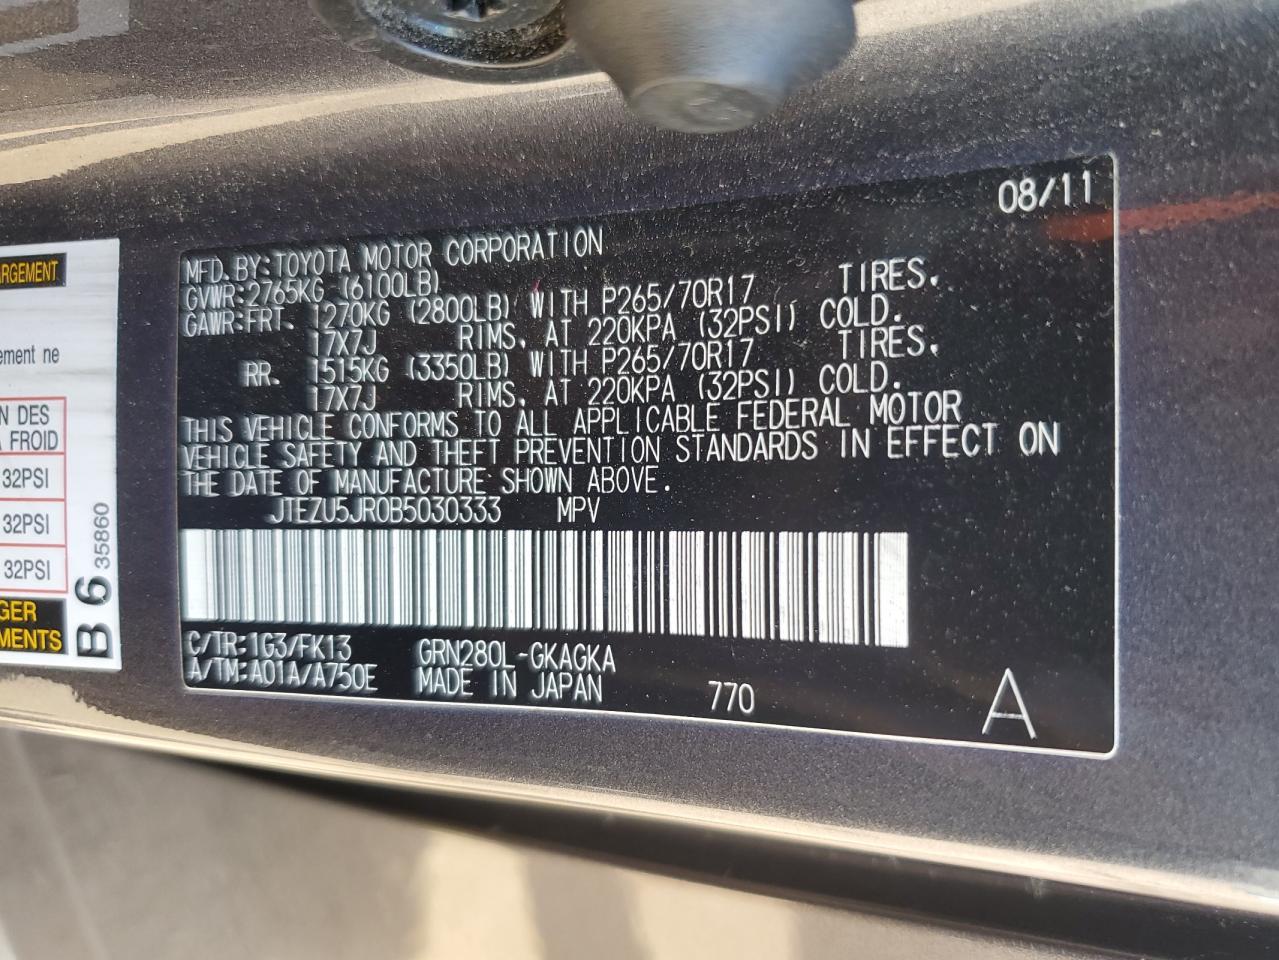 08/11
MFD. BY: TOYOTA MOTOR CORPORATION
GVWR: 2765KG (6100LB)
GAWR: FRT. 1270KG (2800LB) WITH P265/70R17 TIRES,
17X7J RIMS, AT 220KPA (32PSI) COLD.
RR. 1515KG (3350LB) WITH P265/70R17 TIRES,
17X7J RIMS, AT 220KPA (32PSI) COLD.
THIS VEHICLE CONFORMS TO ALL APPLICABLE FEDERAL MOTOR
VEHICLE SAFETY AND THEFT PREVENTION STANDARDS IN EFFECT ON
THE DATE OF MANUFACTURE SHOWN ABOVE.
JTEZU5JR0B5030333 MPV
C/TR: 1G3/FK13 GRN280L-GKAGKA
A/TM: A01A/A750E MADE IN JAPAN 770
A
ARGEMENT
ement ne
N DES
A FROID
32PSI
32PSI
32PSI
GER
MENTS
B 6 35860